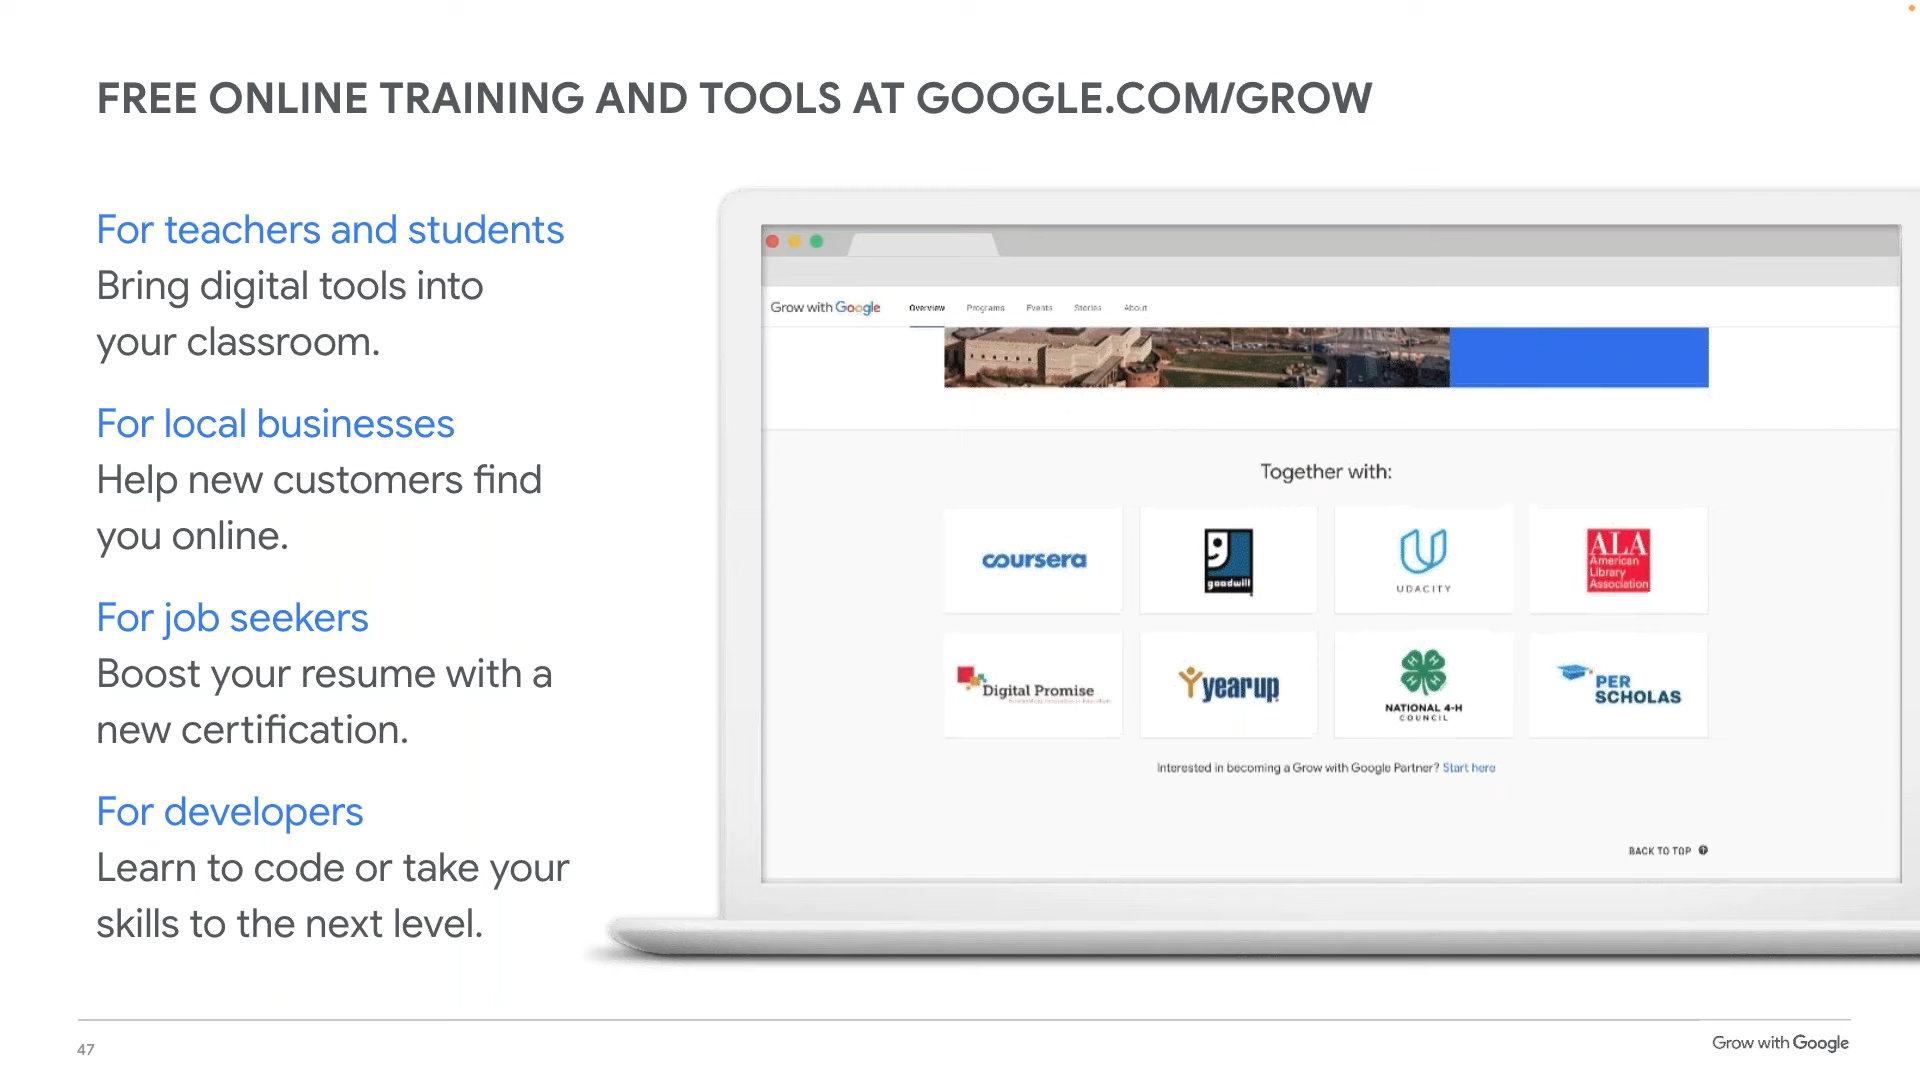 FREE ONLINE TRAINING AND TOOLS AT GOOGLE.COM/GROW
For teachers and students
Bring digital tools into
your classroom.
For local businesses
Help new customers find
you online.
For job seekers
Boost your resume with a
new certification.
For developers
Learn to code or take your
skills to the next level.
Grow with Google Overview Programs Events Stories About
Together with:
coursera
goodwill
UDACITY
ALA
American
Library
Association
Digital Promise
year up
NATIONAL 4-H
COUNCIL
PER
SCHOLAS
Interested in becoming a Grow with Google Partner? Start here
BACK TO TOP
47
Grow with Google